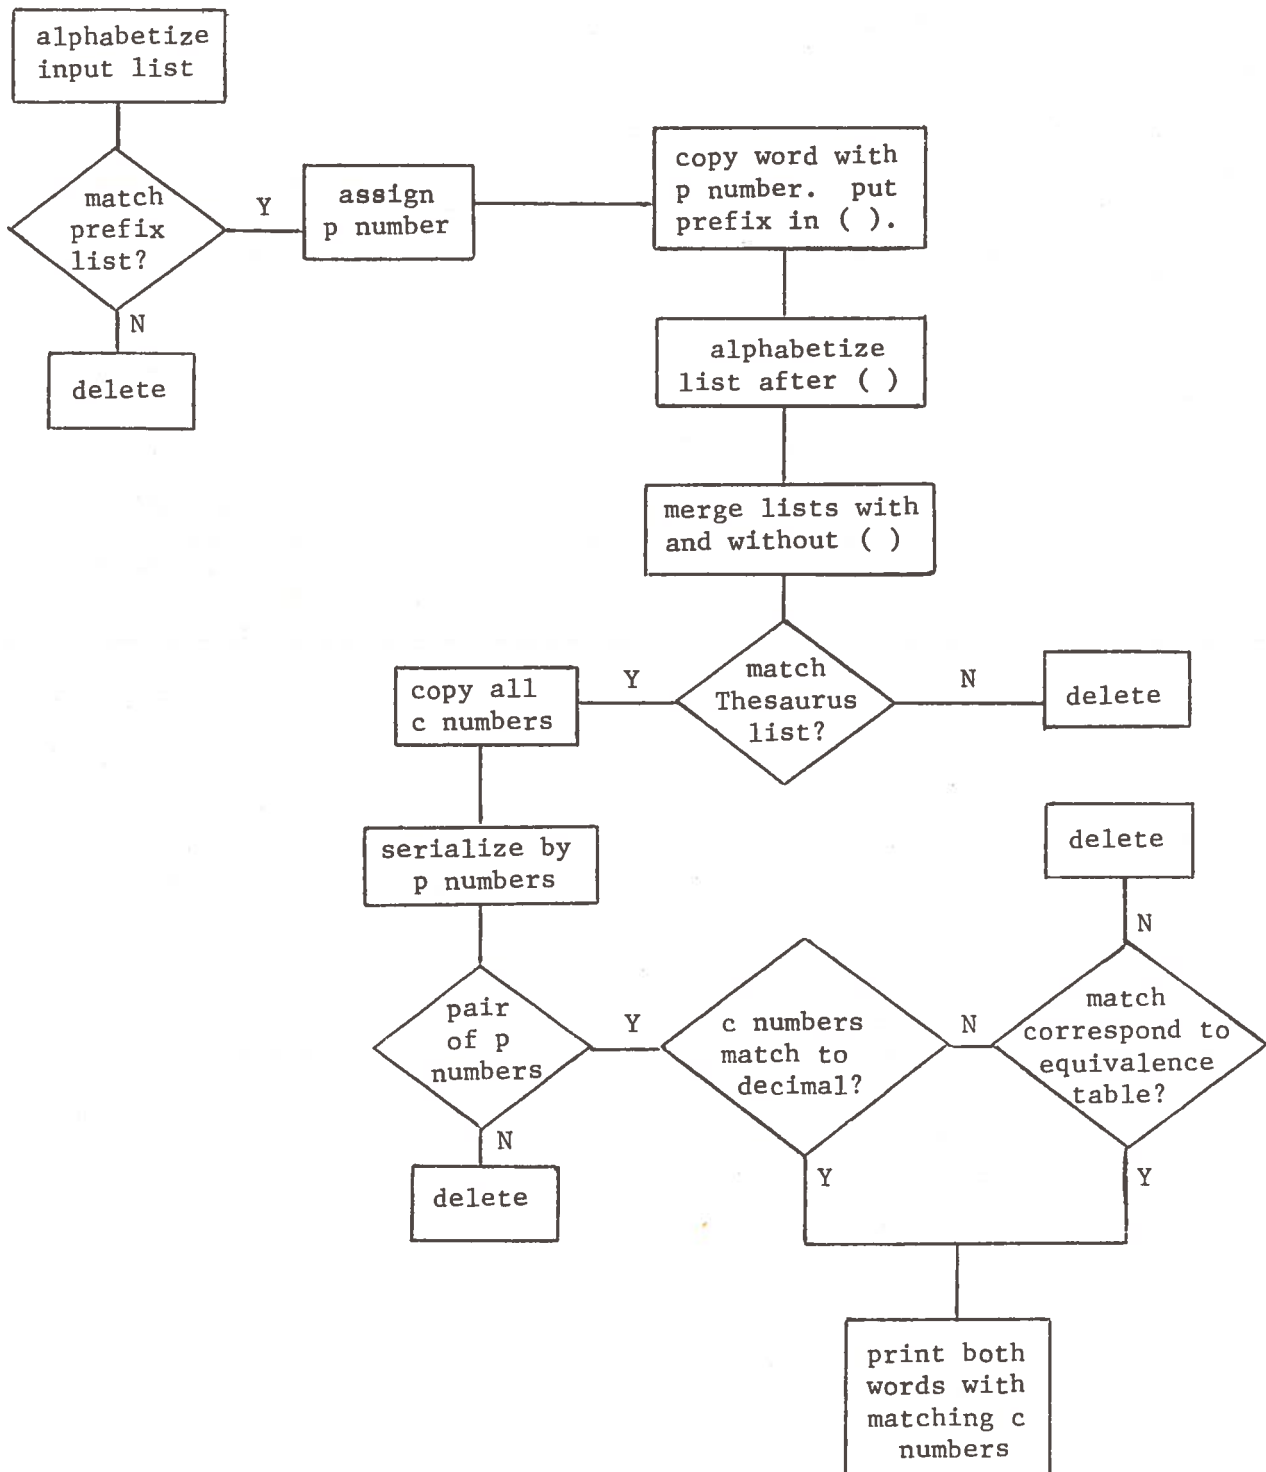 alphabetize
input list
match
prefix
list?
Y
N
delete
assign
p number
copy word with
p number. put
prefix in ( ).
alphabetize
list after ( )
merge lists with
and without ( )
match
Thesaurus
list?
N
delete
Y
copy all
c numbers
serialize by
p numbers
pair
of p
numbers
N
delete
Y
c numbers
match to
decimal?
Y
N
match
correspond to
equivalence
table?
N
delete
Y
print both
words with
matching c
numbers